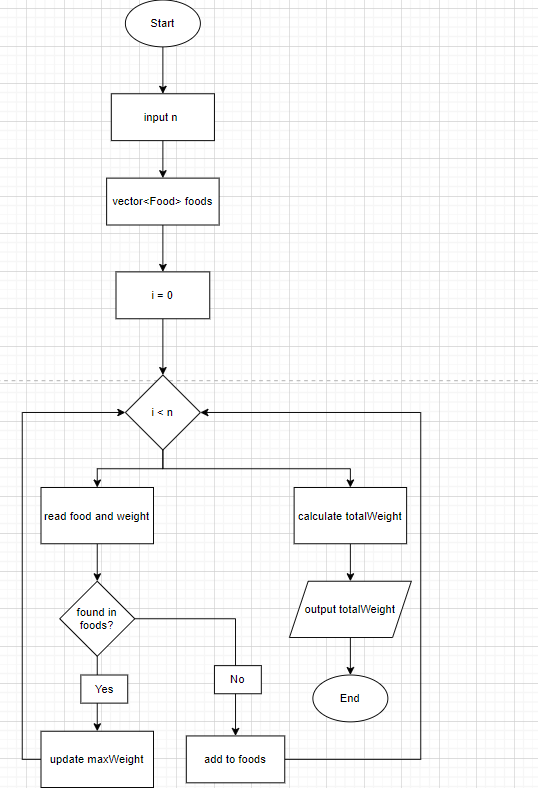 Start
input n
vector<Food> foods
i = 0
i < n
read food and weight
calculate totalWeight
found in
foods?
output totalWeight
Yes
No
End
update maxWeight
add to foods